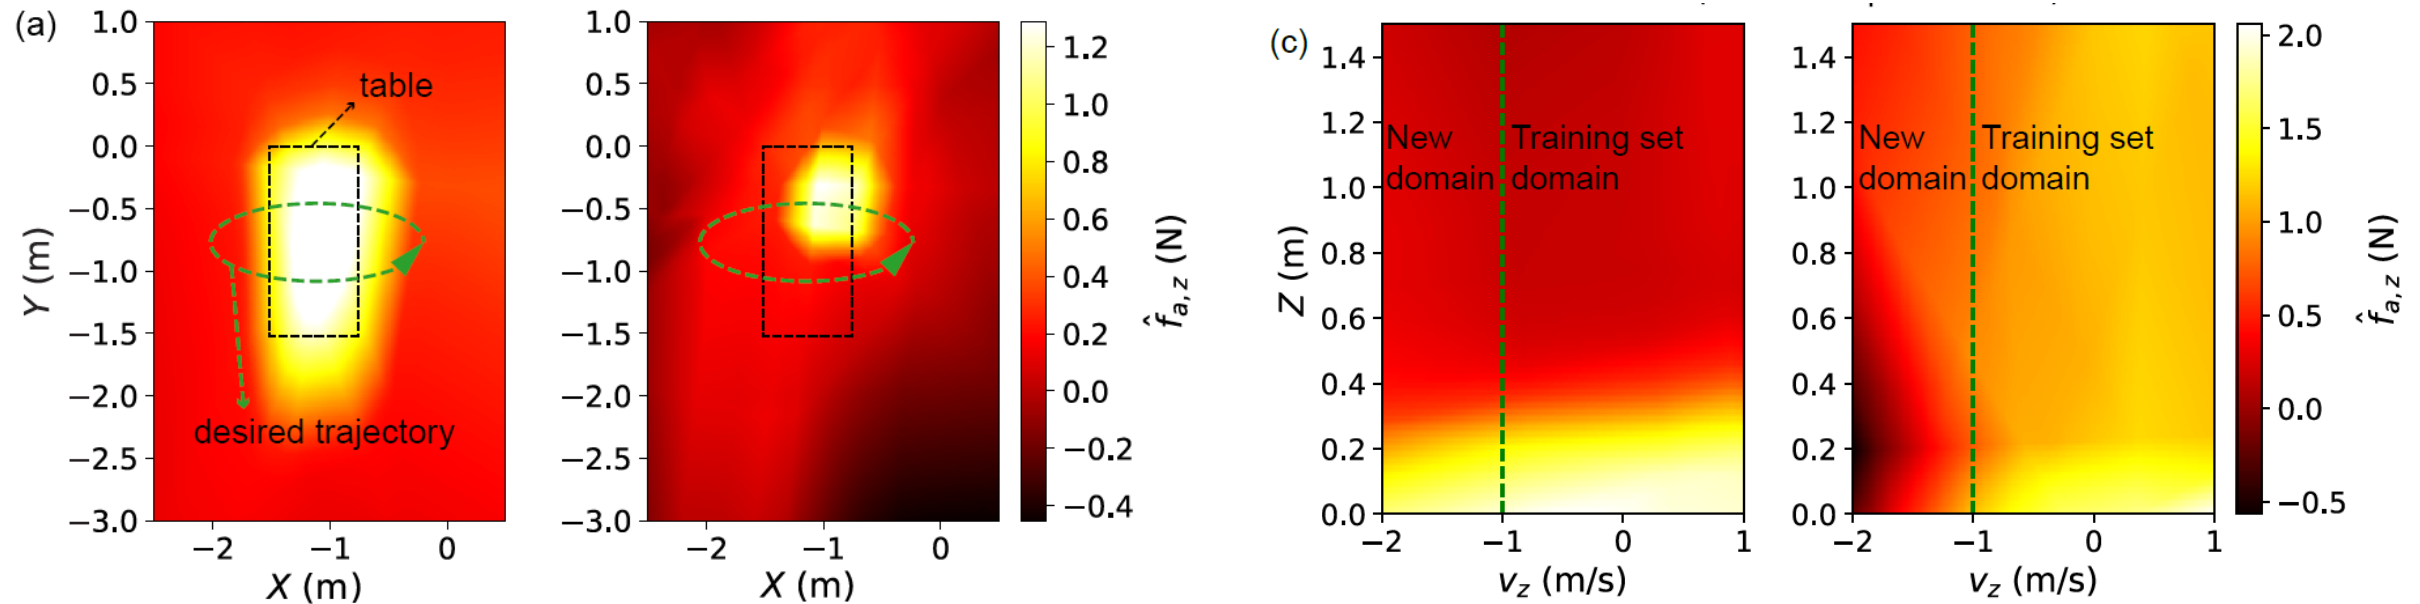 (a)
1.0
0.5
0.0
−0.5
−1.0
−1.5
−2.0
−2.5
−3.0
Y (m)
−2 −1 0
X (m)
table
desired trajectory
1.0
0.5
0.0
−0.5
−1.0
−1.5
−2.0
−2.5
−3.0
−2 −1 0
X (m)
1.2
1.0
0.8
0.6
0.4
0.2
0.0
−0.2
−0.4
f̂a, z (N)
(c)
1.4
1.2
1.0
0.8
0.6
0.4
0.2
0.0
Z (m)
New
domain
Training set
domain
−2 −1 0 1
vz (m/s)
1.4
1.2
1.0
0.8
0.6
0.4
0.2
0.0
New
domain
Training set
domain
−2 −1 0 1
vz (m/s)
2.0
1.5
1.0
0.5
0.0
−0.5
f̂a, z (N)